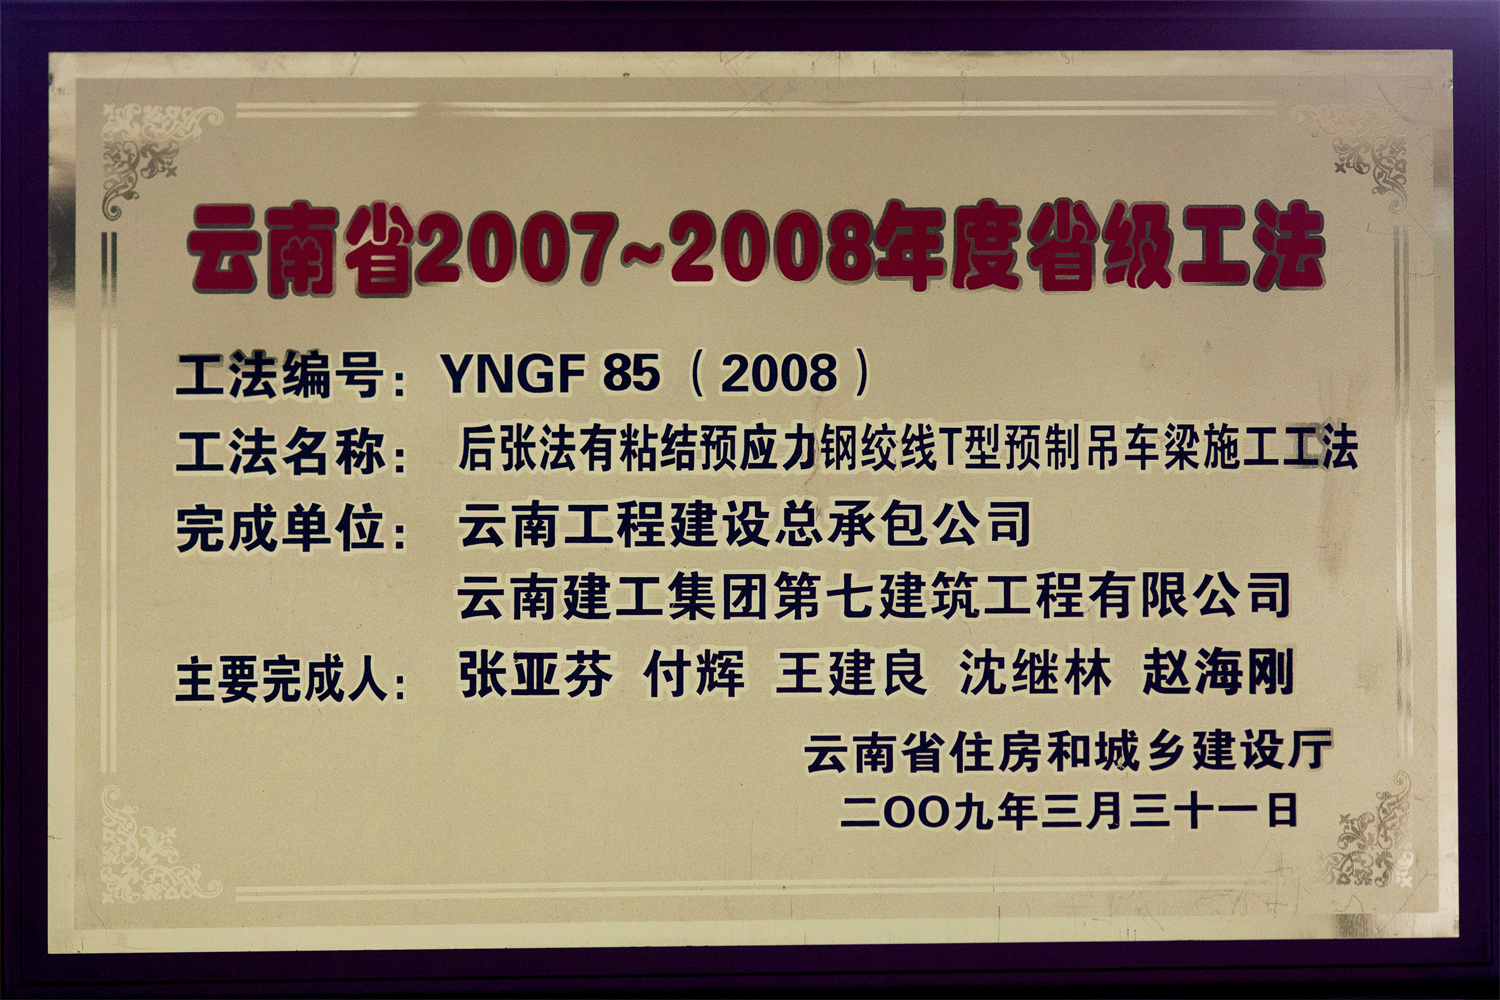 云南省2007~2008年度省级工法
工法编号：YNGF 85（2008）
工法名称：后张法有粘结预应力钢绞线T型预制吊车梁施工工法
完成单位：云南工程建设总承包公司
云南建工集团第七建筑工程有限公司
主要完成人：张亚芬 付辉 王建良 沈继林 赵海刚
云南省住房和城乡建设厅
二〇〇九年三月三十一日